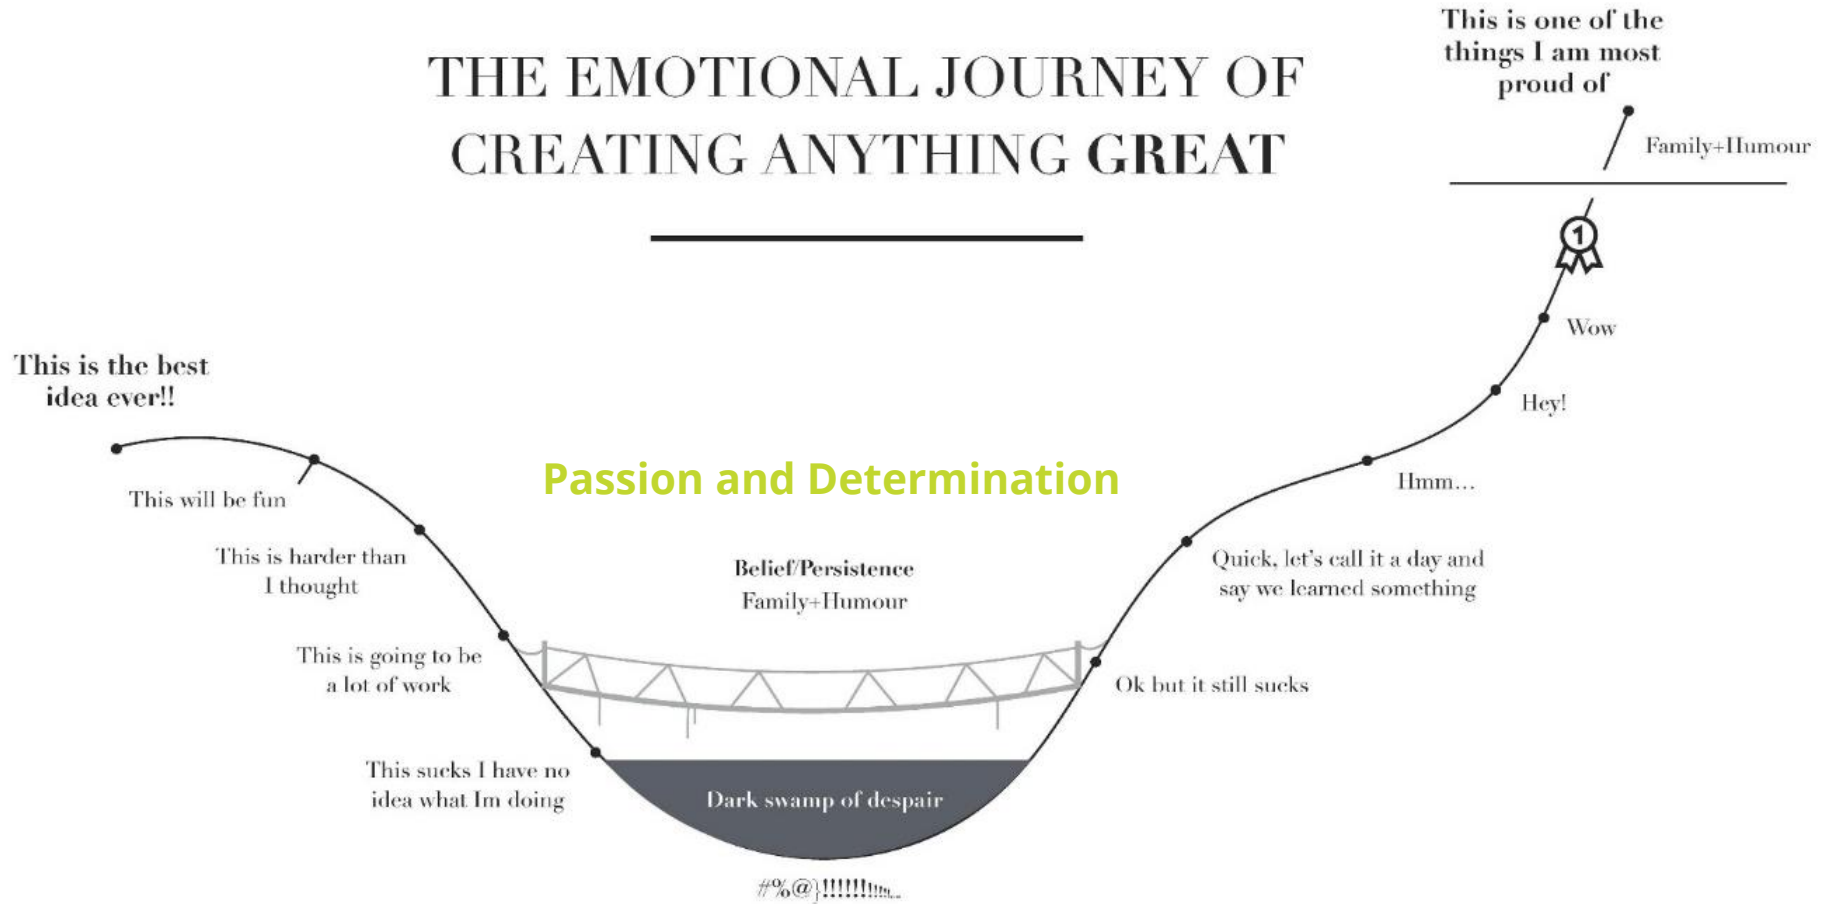 THE EMOTIONAL JOURNEY OF
CREATING ANYTHING GREAT
This is the best
idea ever!!
This will be fun
This is harder than
I thought
This is going to be
a lot of work
This sucks I have no
idea what Im doing
Passion and Determination
Belief/Persistence
Family+Humour
Dark swamp of despair
#%@}!!!!!!!!!!!...
Ok but it still sucks
Quick, let's call it a day and
say we learned something
Hmm...
Hey!
Wow
1
Family+Humour
This is one of the
things I am most
proud of